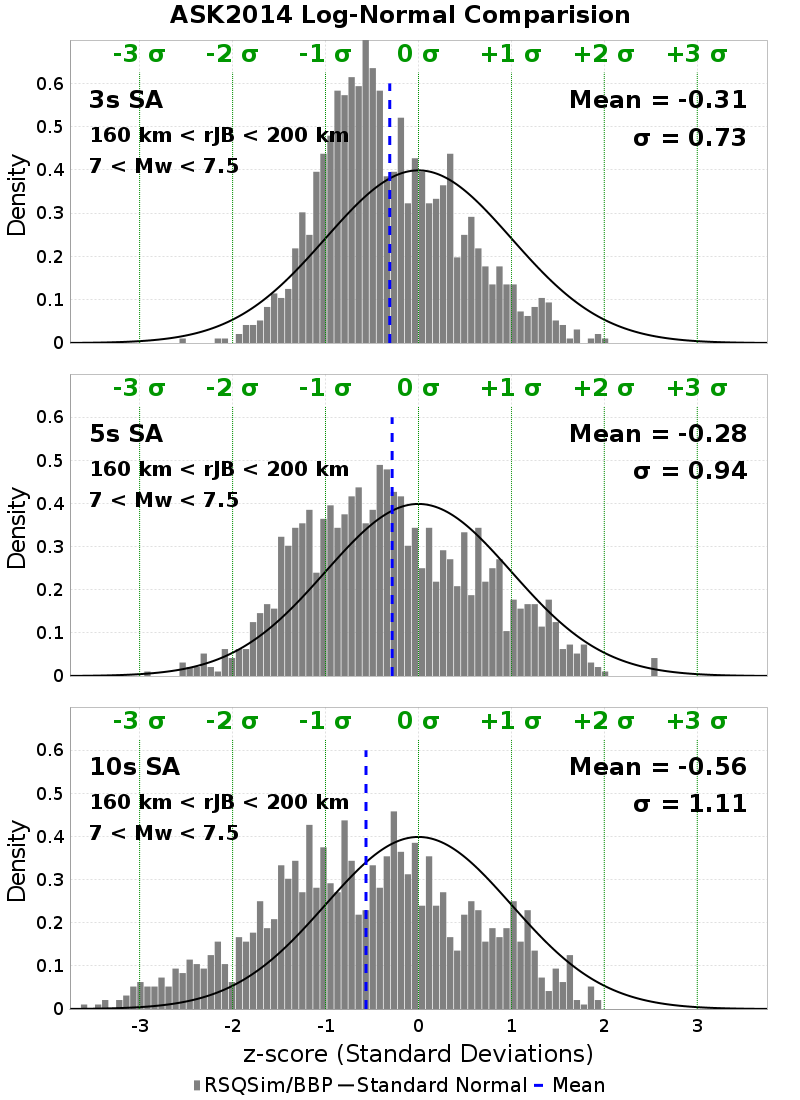 ASK2014 Log-Normal Comparision
-3 σ -2 σ -1 σ 0 σ +1 σ +2 σ +3 σ
3s SA
Mean = -0.31
160 km < rJB < 200 km
σ = 0.73
7 < Mw < 7.5
Density
0.6
0.5
0.4
0.3
0.2
0.1
0
-3 σ -2 σ -1 σ 0 σ +1 σ +2 σ +3 σ
5s SA
Mean = -0.28
160 km < rJB < 200 km
σ = 0.94
7 < Mw < 7.5
Density
0.6
0.5
0.4
0.3
0.2
0.1
0
-3 σ -2 σ -1 σ 0 σ +1 σ +2 σ +3 σ
10s SA
Mean = -0.56
160 km < rJB < 200 km
σ = 1.11
7 < Mw < 7.5
Density
0.6
0.5
0.4
0.3
0.2
0.1
0
-3 -2 -1 0 1 2 3
z-score (Standard Deviations)
RSQSim/BBP Standard Normal Mean